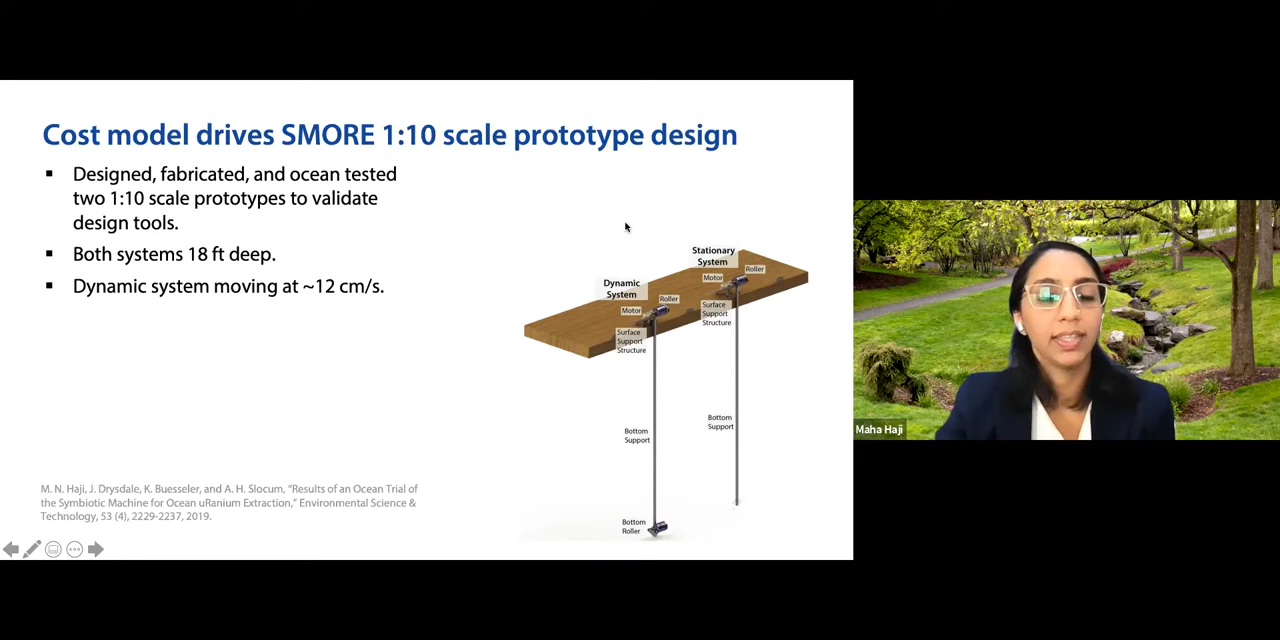 Cost model drives SMORE 1:10 scale prototype design
▪ Designed, fabricated, and ocean tested
two 1:10 scale prototypes to validate
design tools.
▪ Both systems 18 ft deep.
▪ Dynamic system moving at ~12 cm/s.
Stationary
System
Roller
Motor
Surface
Support
Structure
Dynamic
System
Roller
Motor
Surface
Support
Structure
Bottom
Support
Bottom
Support
Bottom
Roller
M. N. Haji, J. Drysdale, K. Buesseler, and A. H. Slocum, “Results of an Ocean Trial of
the Symbiotic Machine for Ocean uRanium Extraction,” Environmental Science &
Technology, 53 (4), 2229-2237, 2019.
Maha Haji